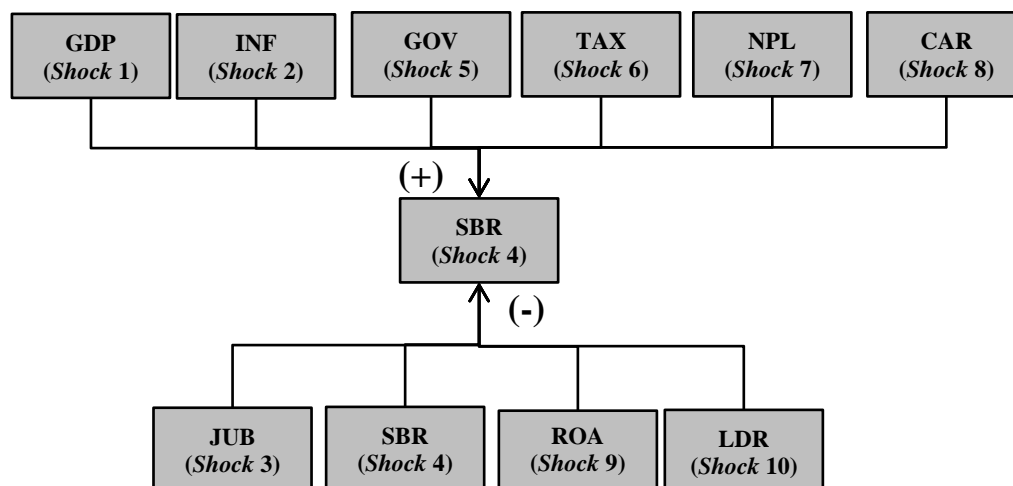 GDP
(Shock 1)
INF
(Shock 2)
GOV
(Shock 5)
TAX
(Shock 6)
NPL
(Shock 7)
CAR
(Shock 8)
(+)
SBR
(Shock 4)
(-)
JUB
(Shock 3)
SBR
(Shock 4)
ROA
(Shock 9)
LDR
(Shock 10)